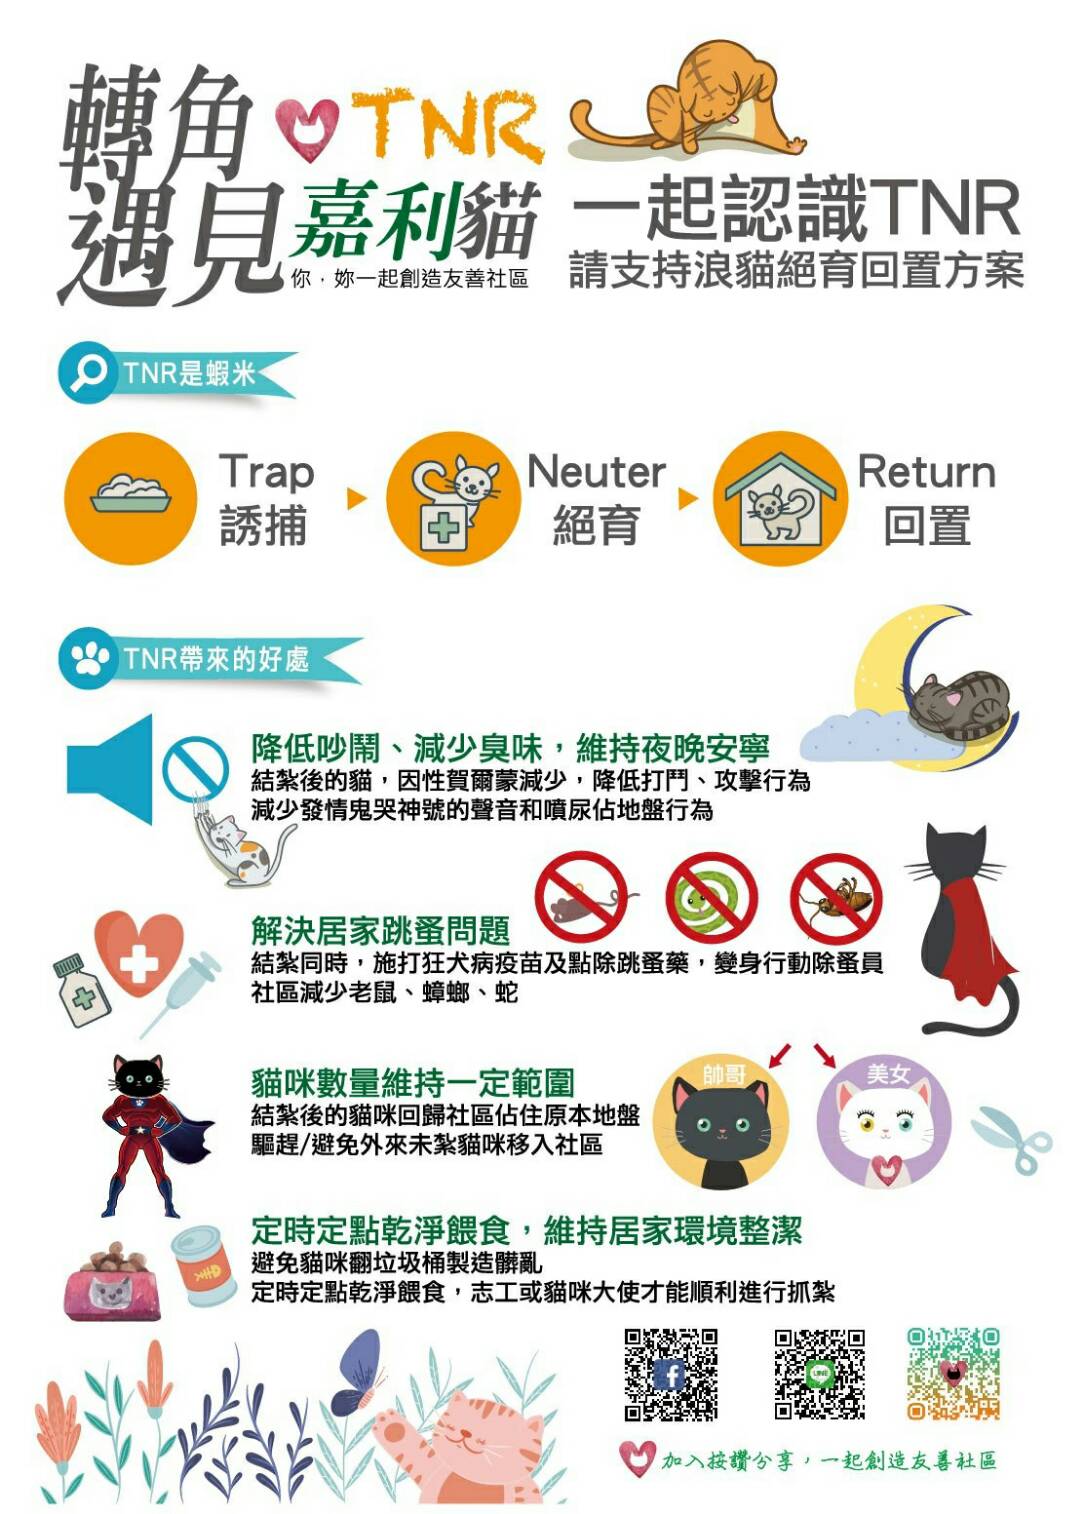 轉角
遇見
TNR
嘉利貓
你，妳一起創造友善社區
一起認識TNR
請支持浪貓絕育回置方案
TNR是蝦米
Trap
誘捕
Neuter
絕育
Return
回置
TNR帶來的好處
降低吵鬧、減少臭味，維持夜晚安寧
結紮後的貓，因性賀爾蒙減少，降低打鬥、攻擊行為
減少發情鬼哭神號的聲音和噴尿佔地盤行為
解決居家跳蚤問題
結紮同時，施打狂犬病疫苗及點除跳蚤藥，變身行動除蚤員
社區減少老鼠、蟑螂、蛇
貓咪數量維持一定範圍
結紮後的貓咪回歸社區佔住原本地盤
驅趕/避免外來未紮貓咪移入社區
帥哥
美女
定時定點乾淨餵食，維持居家環境整潔
避免貓咪翻垃圾桶製造髒亂
定時定點乾淨餵食，志工或貓咪大使才能順利進行抓紮
LINE
加入按讚分享，一起創造友善社區